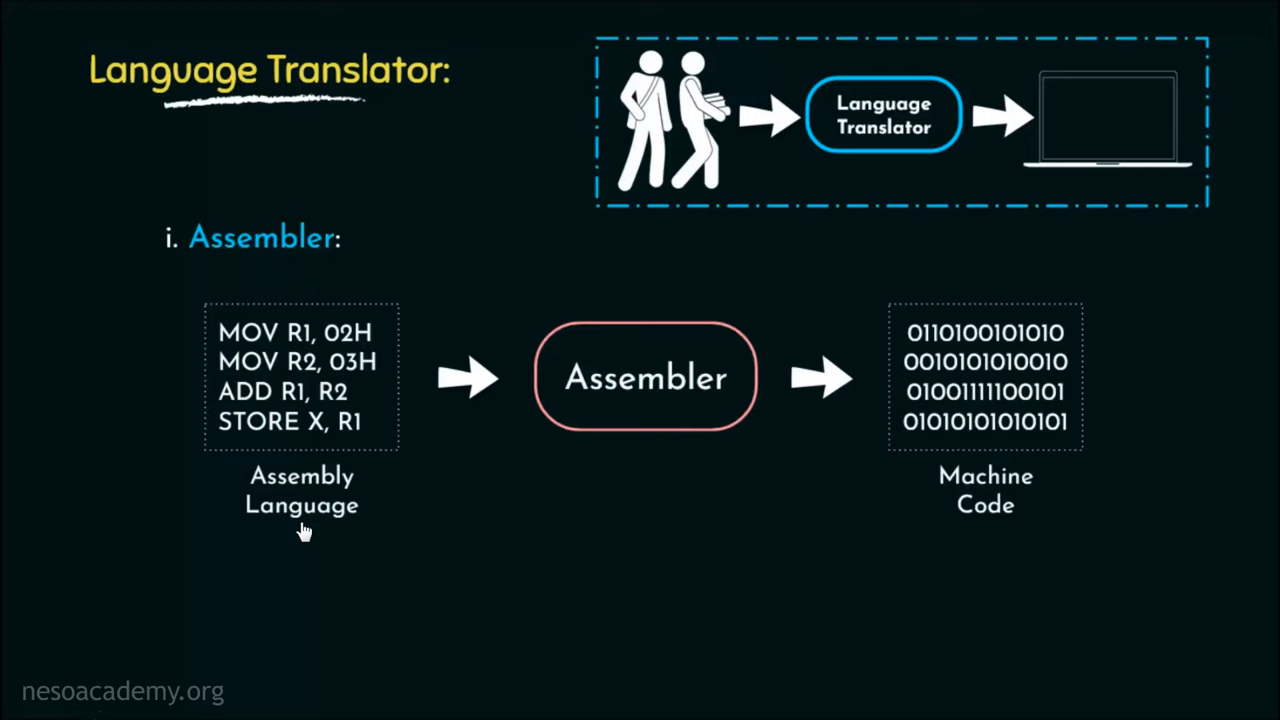 Language Translator:
Language
Translator
i. Assembler:
MOV R1, 02H
MOV R2, 03H
ADD R1, R2
STORE X, R1
Assembler
0110100101010
0010101010010
0100111100101
01010101010101
Assembly
Language
Machine
Code
nesoacademy.org